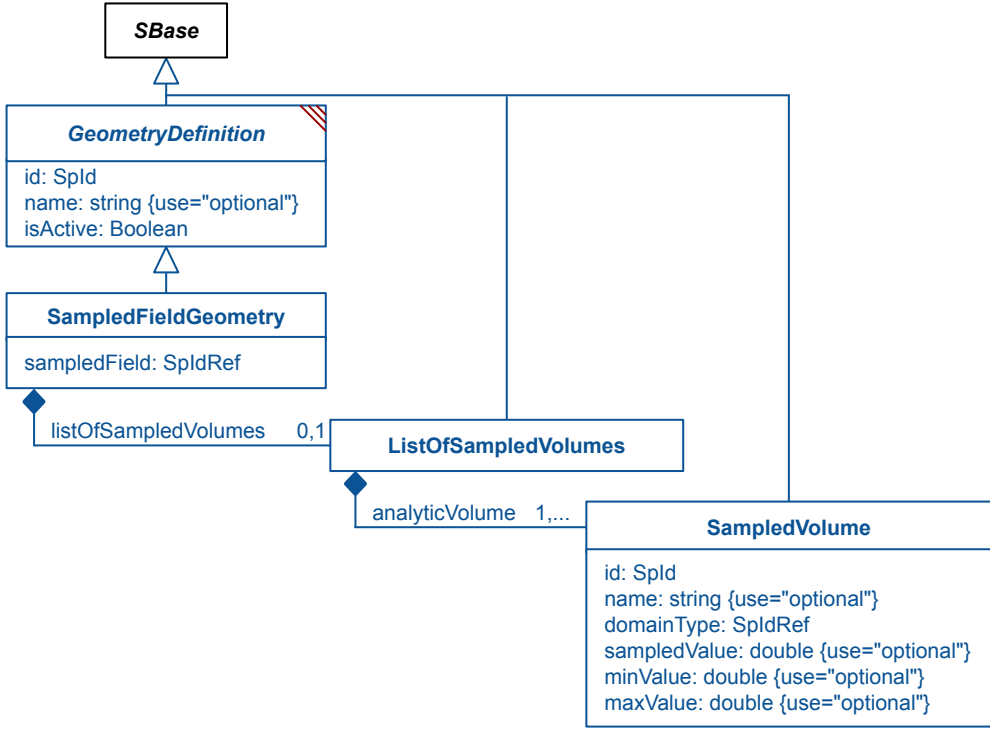 SBase
GeometryDefinition
id: SpId
name: string {use="optional"}
isActive: Boolean
SampledFieldGeometry
sampledField: SpIdRef
listOfSampledVolumes 0,1
ListOfSampledVolumes
analyticVolume 1,...
SampledVolume
id: SpId
name: string {use="optional"}
domainType: SpIdRef
sampledValue: double {use="optional"}
minValue: double {use="optional"}
maxValue: double {use="optional"}